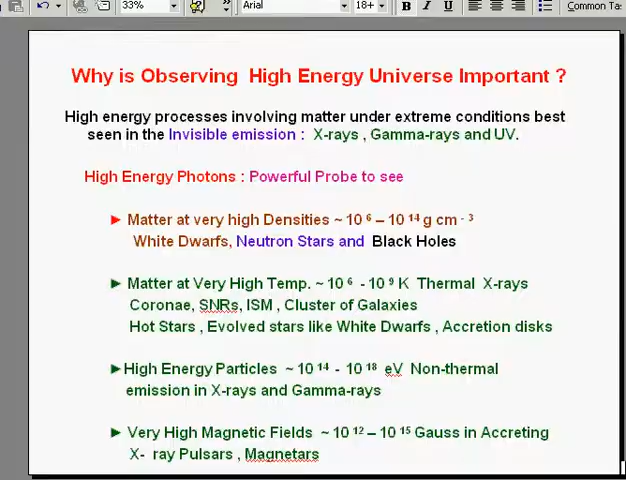 33% Arial 18+ B I U Common Ta
Why is Observing High Energy Universe Important ?
High energy processes involving matter under extreme conditions best
seen in the Invisible emission : X-rays , Gamma-rays and UV.
High Energy Photons : Powerful Probe to see
► Matter at very high Densities ~ 10 ⁶ – 10 ¹⁴ g cm ⁻ ³
White Dwarfs, Neutron Stars and Black Holes
► Matter at Very High Temp. ~ 10 ⁶ - 10 ⁹ K Thermal X-rays
Coronae, SNRs, ISM , Cluster of Galaxies
Hot Stars , Evolved stars like White Dwarfs , Accretion disks
►High Energy Particles ~ 10 ¹⁴ - 10 ¹⁸ eV Non-thermal
emission in X-rays and Gamma-rays
► Very High Magnetic Fields ~ 10 ¹² – 10 ¹⁵ Gauss in Accreting
X- ray Pulsars , Magnetars